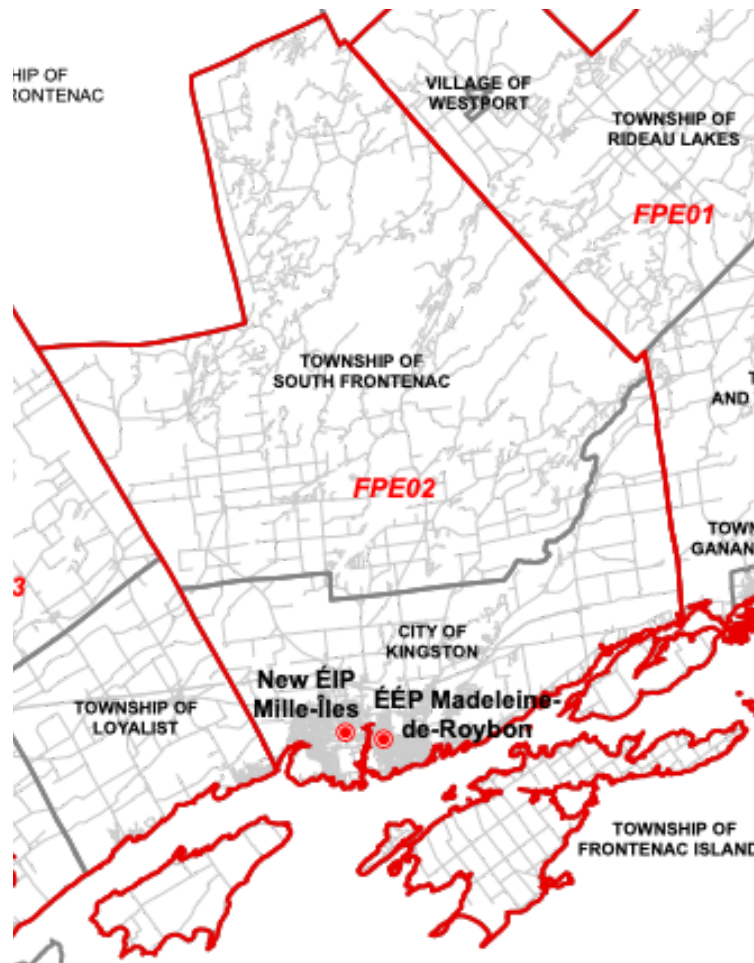 HIP OF
RONTENAC
VILLAGE OF
WESTPORT
TOWNSHIP OF
RIDEAU LAKES
FPE01
TOWNSHIP OF
SOUTH FRONTENAC
T
AND
FPE02
TOWN
GANAN
3
CITY OF
KINGSTON
New ÉIP
Mille-Îles
ÉÉP Madeleine-
de-Roybon
TOWNSHIP OF
LOYALIST
TOWNSHIP OF
FRONTENAC ISLAND